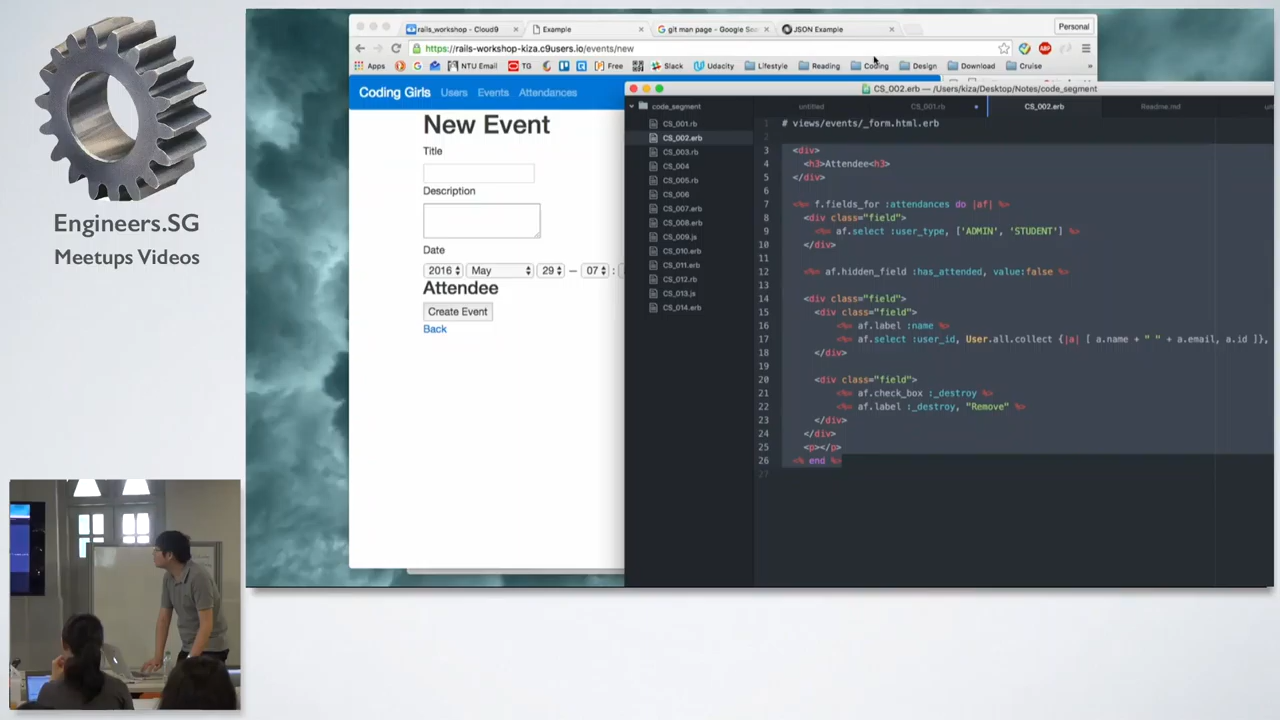 Engineers.SG
Meetups Videos
rails_workshop - Cloud9
Example
git man page - Google Sea
JSON Example
Personal
https://rails-workshop-kiza.c9users.io/events/new
Apps
NTU Email
TG
Free
Slack
Udacity
Lifestyle
Reading
Coding
Design
Download
Cruise
»
Coding Girls
Users
Events
Attendances
New Event
Title
Description
Date
2016
May
29
—
07
:
Attendee
Create Event
Back
CS_002.erb — /Users/kiza/Desktop/Notes/code_segment
code_segment
CS_001.rb
CS_002.erb
CS_003.rb
CS_004
CS_005.rb
CS_006
CS_007.erb
CS_008.erb
CS_009.js
CS_010.erb
CS_011.erb
CS_012.rb
CS_013.js
CS_014.erb
untitled
CS_001.rb
CS_002.erb
Readme.md
1 # views/events/_form.html.erb
2
3 <div>
4 <h3>Attendee<h3>
5 </div>
6
7 <%= f.fields_for :attendances do |af| %>
8 <div class="field">
9 <%= af.select :user_type, ['ADMIN', 'STUDENT'] %>
10 </div>
11
12 <%= af.hidden_field :has_attended, value:false %>
13
14 <div class="field">
15 <div class="field">
16 <%= af.label :name %>
17 <%= af.select :user_id, User.all.collect {|a| [ a.name + " " + a.email, a.id ]},
18 </div>
19
20 <div class="field">
21 <%= af.check_box :_destroy %>
22 <%= af.label :_destroy, "Remove" %>
23 </div>
24 </div>
25 <p></p>
26 <% end %>
27